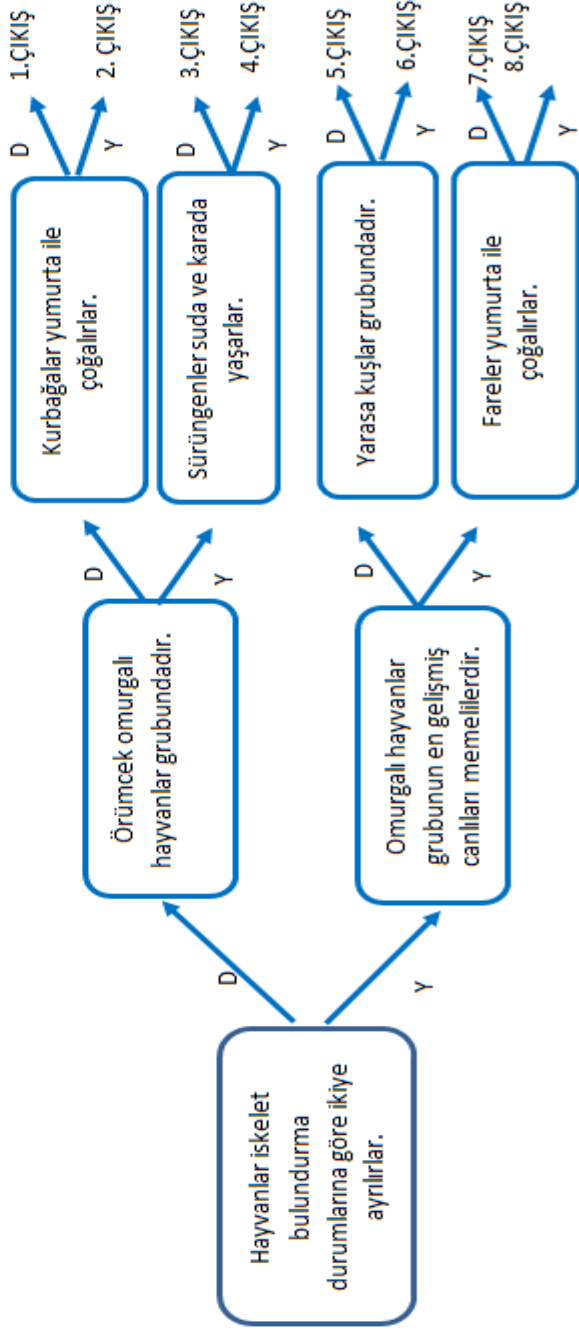 Hayvanlar iskelet
bulundurma
durumlarına göre ikiye
ayrılırlar.
D
Y
Örümcek omurgalı
hayvanlar grubundadır.
D
Y
Omurgalı hayvanlar
grubunun en gelişmiş
canlıları memelilerdir.
D
Y
Kurbağalar yumurta ile
çoğalırlar.
D
Y
Sürüngenler suda ve karada
yaşarlar.
D
Y
Yarasa kuşlar grubundadır.
D
Y
Fareler yumurta ile
çoğalırlar.
D
Y
1.ÇIKIŞ
2. ÇIKIŞ
3.ÇIKIŞ
4.ÇIKIŞ
5.ÇIKIŞ
6.ÇIKIŞ
7.ÇIKIŞ
8.ÇIKIŞ